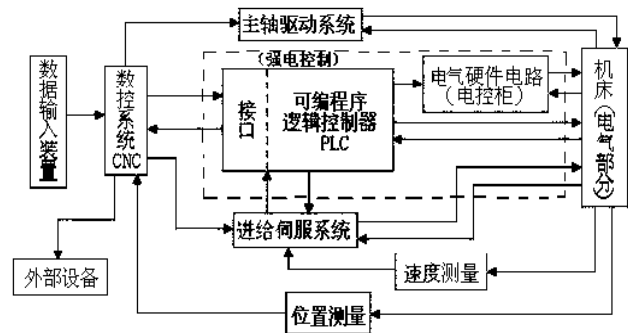 主轴驱动系统
(强电控制)
数据输入装置
数控系统CNC
接口
可编程序
逻辑控制器
PLC
电气硬件电路
(电控柜)
机床(电气部分)
进给伺服系统
速度测量
外部设备
位置测量